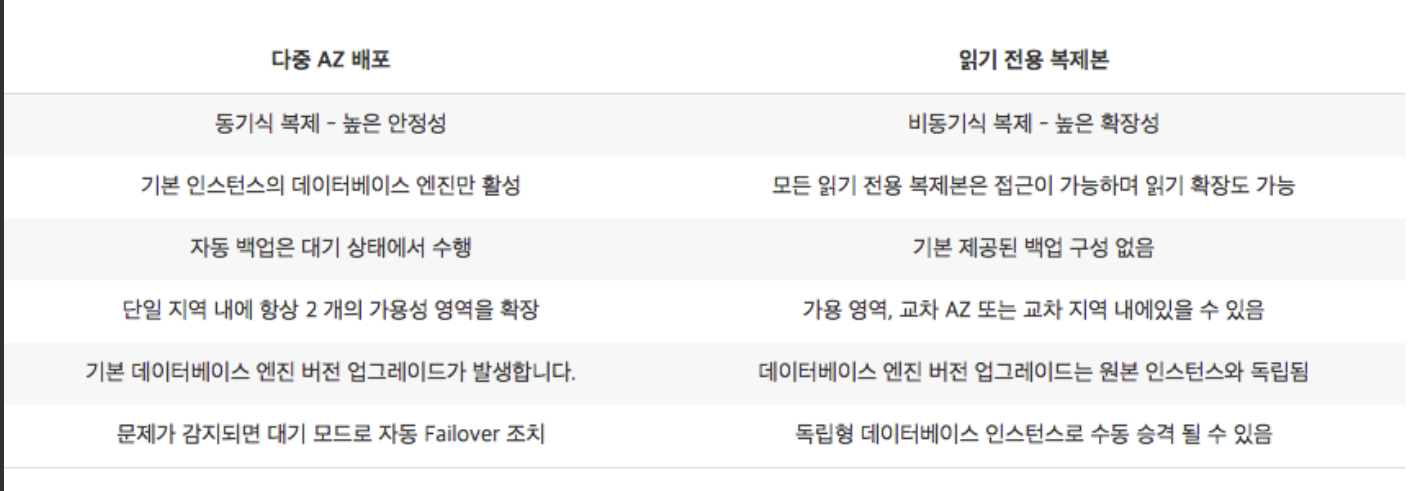 다중 AZ 배포 읽기 전용 복제본
동기식 복제 – 높은 안정성 비동기식 복제 – 높은 확장성
기본 인스턴스의 데이터베이스 엔진만 활성 모든 읽기 전용 복제본은 접근이 가능하며 읽기 확장도 가능
자동 백업은 대기 상태에서 수행 기본 제공된 백업 구성 없음
단일 지역 내에 항상 2 개의 가용성 영역을 확장 가용 영역, 교차 AZ 또는 교차 지역 내에있을 수 있음
기본 데이터베이스 엔진 버전 업그레이드가 발생합니다. 데이터베이스 엔진 버전 업그레이드는 원본 인스턴스와 독립됨
문제가 감지되면 대기 모드로 자동 Failover 조치 독립형 데이터베이스 인스턴스로 수동 승격 될 수 있음